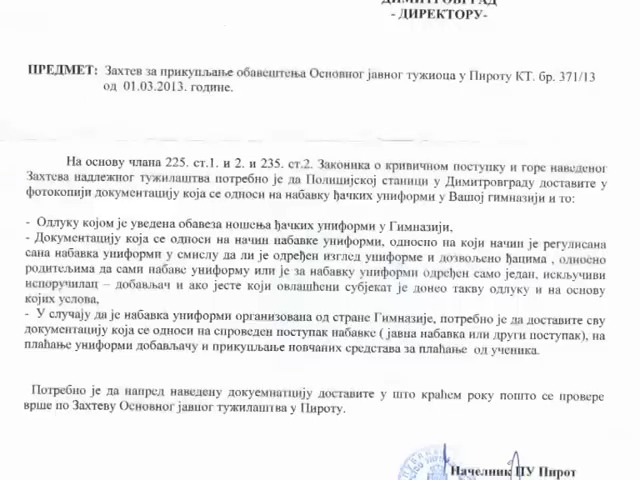 ДИМИТРОВГРАД
- ДИРЕКТОРУ-
ПРЕДМЕТ: Захтев за прикупљање обавештења Основног јавног тужиоца у Пироту КТ. бр. 371/13
од 01.03.2013. године.
На основу члана 225. ст.1. и 2. и 235. ст.2. Законика о кривичном поступку и горе наведеног
Захтева надлежног тужилаштва потребно је да Полицијској станици у Димитровграду доставите у
фотокопији документацију која се односи на набавку ђачких униформи у Вашој гимназији и то:
- Одлуку којом је уведена обавеза ношења ђачких униформи у Гимназији,
- Документацију која се односи на начин набавке униформи, односно на који начин је регулисана
сана набавка униформи у смислу да ли је одређен изглед униформе и дозвољено ђацима , односно
родитељима да сами набаве униформу или је за набавку униформи одређен само један, искључиви
испоручилац – добављач и ако јесте који овлашћени субјекат је донео такву одлуку и на основу
којих услова,
- У случају да је набавка униформи организована од стране Гимназије, потребно је да доставите сву
документацију која се односи на спроведен поступак набавке ( јавна набавка или други поступак), на
плаћање униформи добављачу и прикупљање новчаних средстава за плаћање од ученика.
Потребно је да напред наведену докуемнатцију доставите у што краћем року пошто се провере
врше по Захтеву Основног јавног тужилаштва у Пироту.
Начелник ПУ Пирот